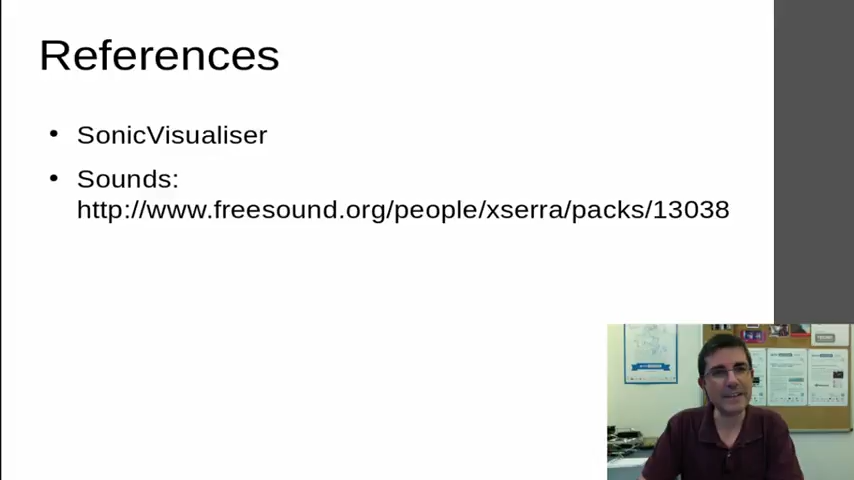 References
• SonicVisualiser
• Sounds:
http://www.freesound.org/people/xserra/packs/13038